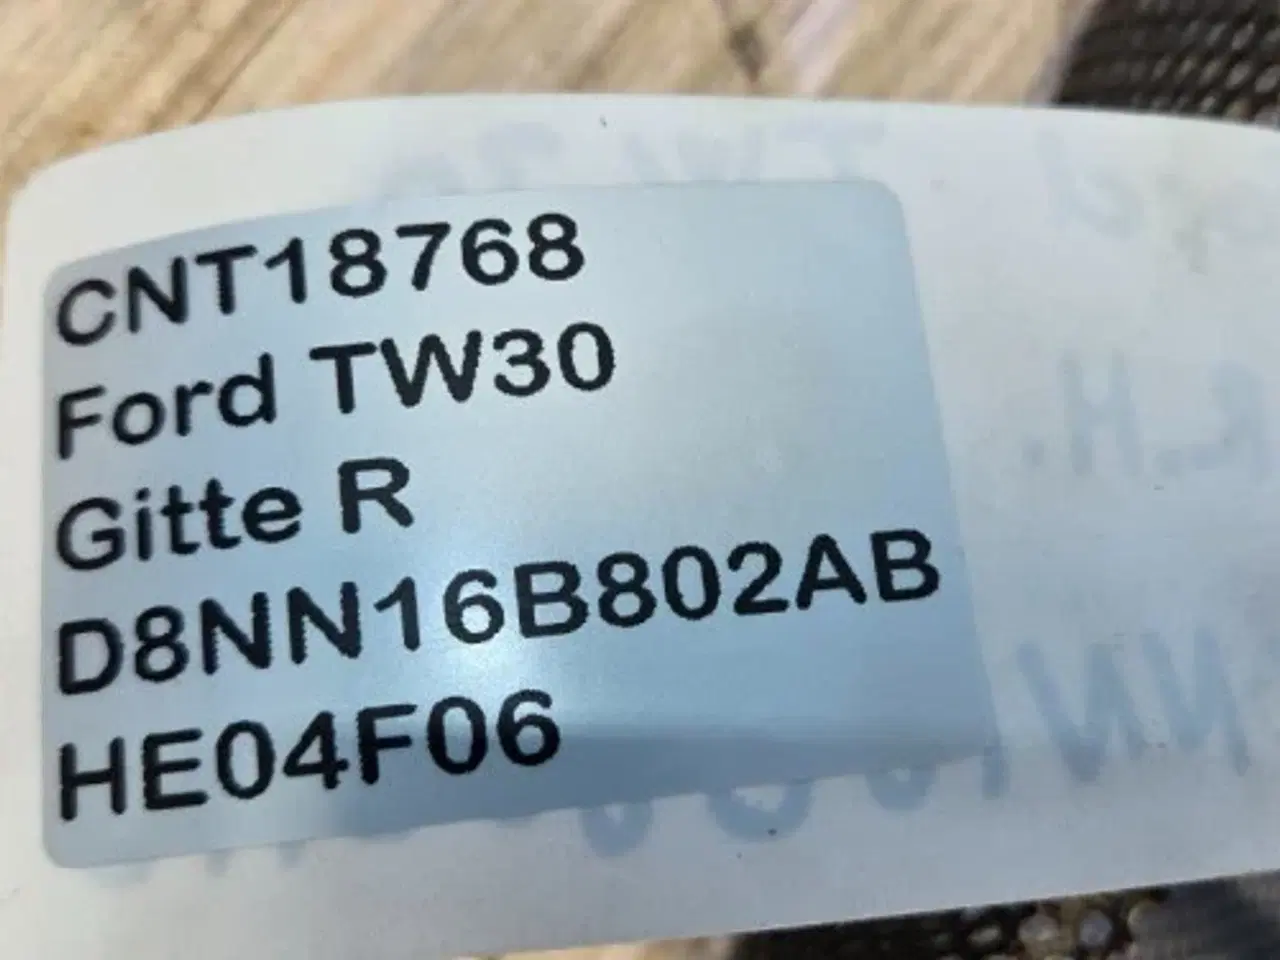 CNT18768
Ford TW30
Gitte R
D8NN16B802AB
HE04F06